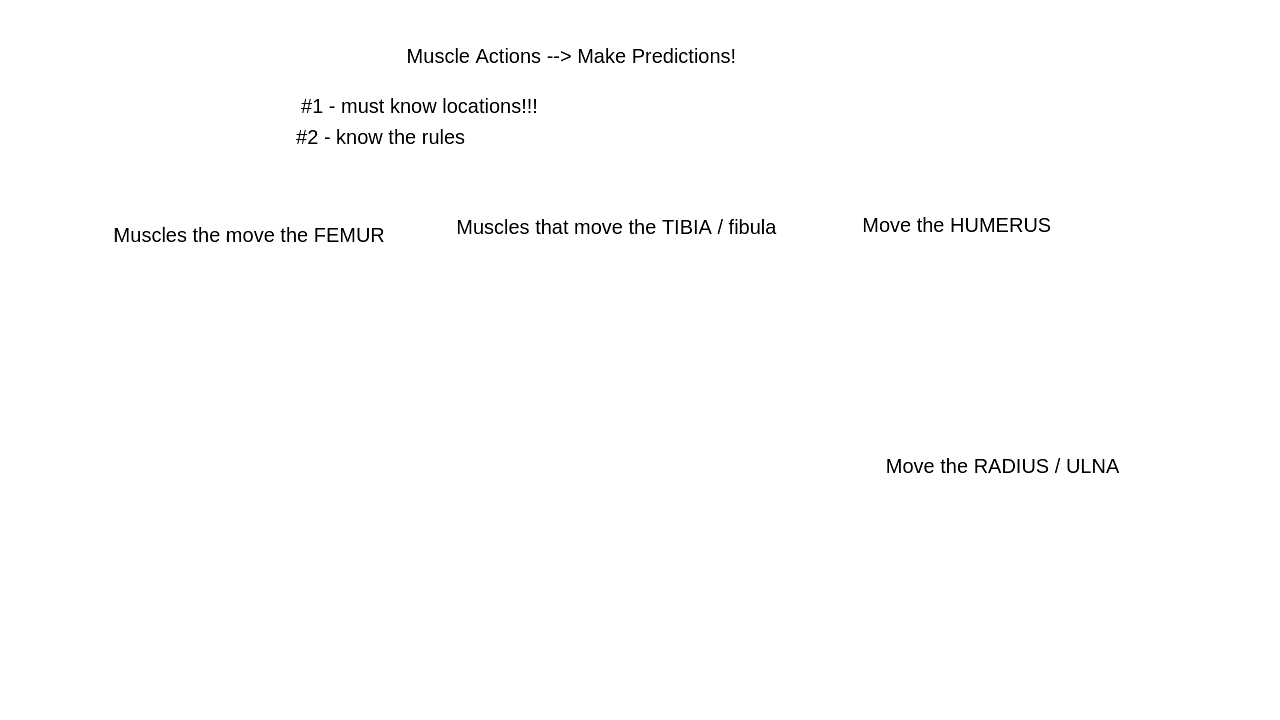 Muscle Actions --> Make Predictions!
#1 - must know locations!!!
#2 - know the rules
Muscles the move the FEMUR
Muscles that move the TIBIA / fibula
Move the HUMERUS
Move the RADIUS / ULNA